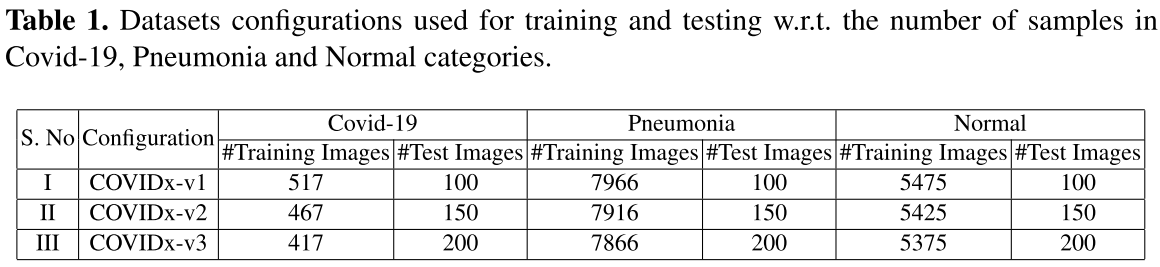 Table 1. Datasets configurations used for training and testing w.r.t. the number of samples in
Covid-19, Pneumonia and Normal categories.
S. No Configuration Covid-19 Pneumonia Normal
#Training Images #Test Images #Training Images #Test Images #Training Images #Test Images
I COVIDx-v1 517 100 7966 100 5475 100
II COVIDx-v2 467 150 7916 150 5425 150
III COVIDx-v3 417 200 7866 200 5375 200